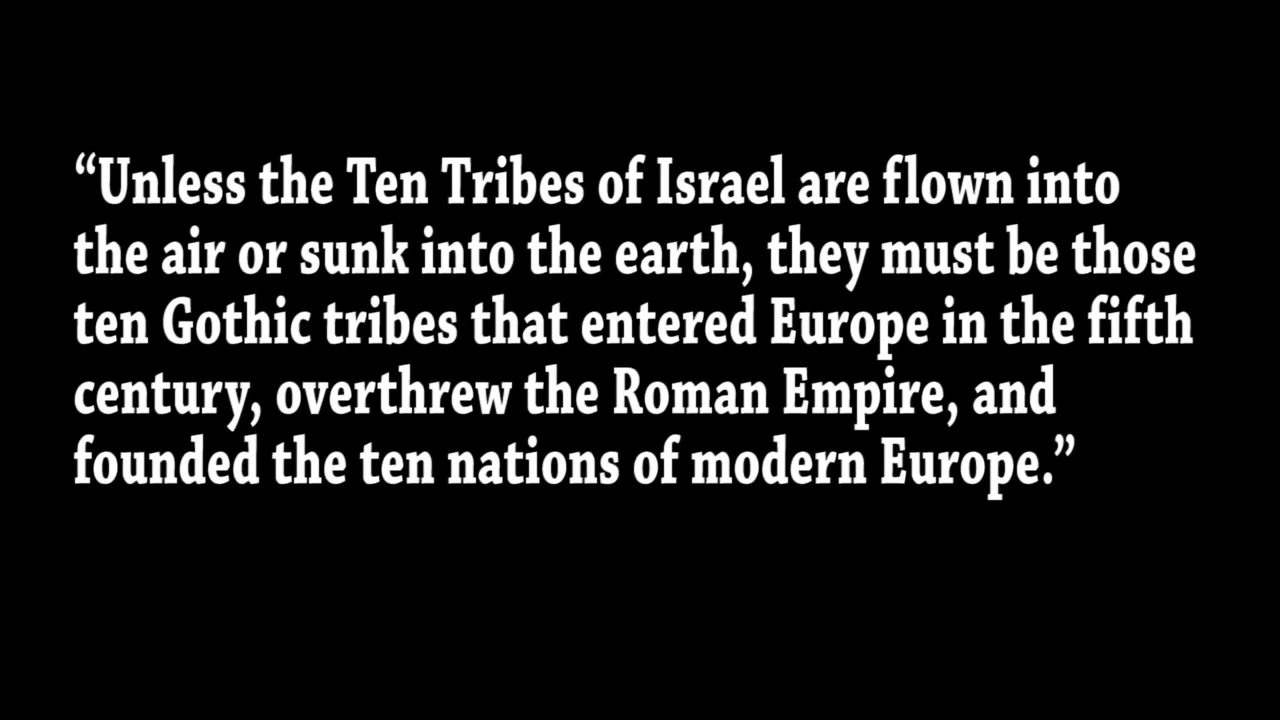 “Unless the Ten Tribes of Israel are flown into
the air or sunk into the earth, they must be those
ten Gothic tribes that entered Europe in the fifth
century, overthrew the Roman Empire, and
founded the ten nations of modern Europe.”